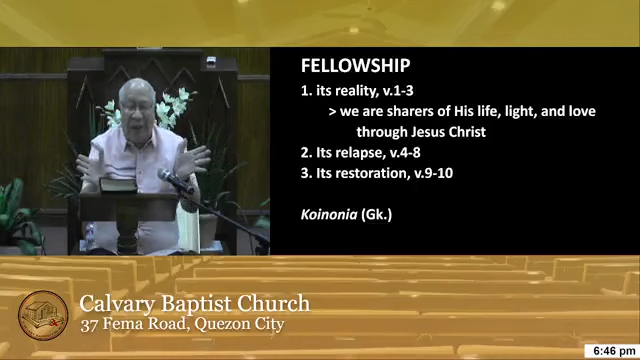 FELLOWSHIP
1. its reality, v.1-3
> we are sharers of His life, light, and love
through Jesus Christ
2. Its relapse, v.4-8
3. Its restoration, v.9-10
Koinonia (Gk.)
Calvary Baptist Church
37 Fema Road, Quezon City
6:46 pm